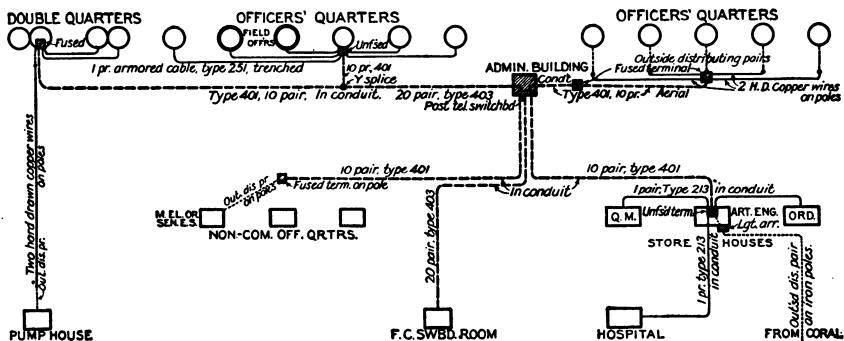 DOUBLE QUARTERS
OFFICERS' QUARTERS
OFFICERS' QUARTERS
FIELD
OFFRS
Fused
Unfsed
1 pr. armored cable, type 251, trenched
10 pr. 401
Y splice
ADMIN. BUILDING
Condt
Outside distributing pairs
Fused terminal
Type 401, 10 pair, In conduit.
20 pair, type 403
Post tel. switchbd
Type 401, 10 pr.
Aerial
2 H.D. Copper wires
on poles
Two hard drawn copper wires
on poles
Out. dis. pr.
10 pair, type 401
Out. dis. pr.
on poles
Fused term. on pole
In conduit
10 pair, type 401
M.EL. OR
SEN.E.S.
NON-COM. OFF. QRTRS.
20 pair, type 403
1 pair, Type 213 in conduit
Q.M.
Unfsd term.
ART. ENG.
ORD.
Lgt. arr.
STORE HOUSES
1 pr. type 213
in conduit
Outsd dis. pair
on iron poles.
PUMP HOUSE
F.C. SWBD. ROOM
HOSPITAL
FROM CORAL